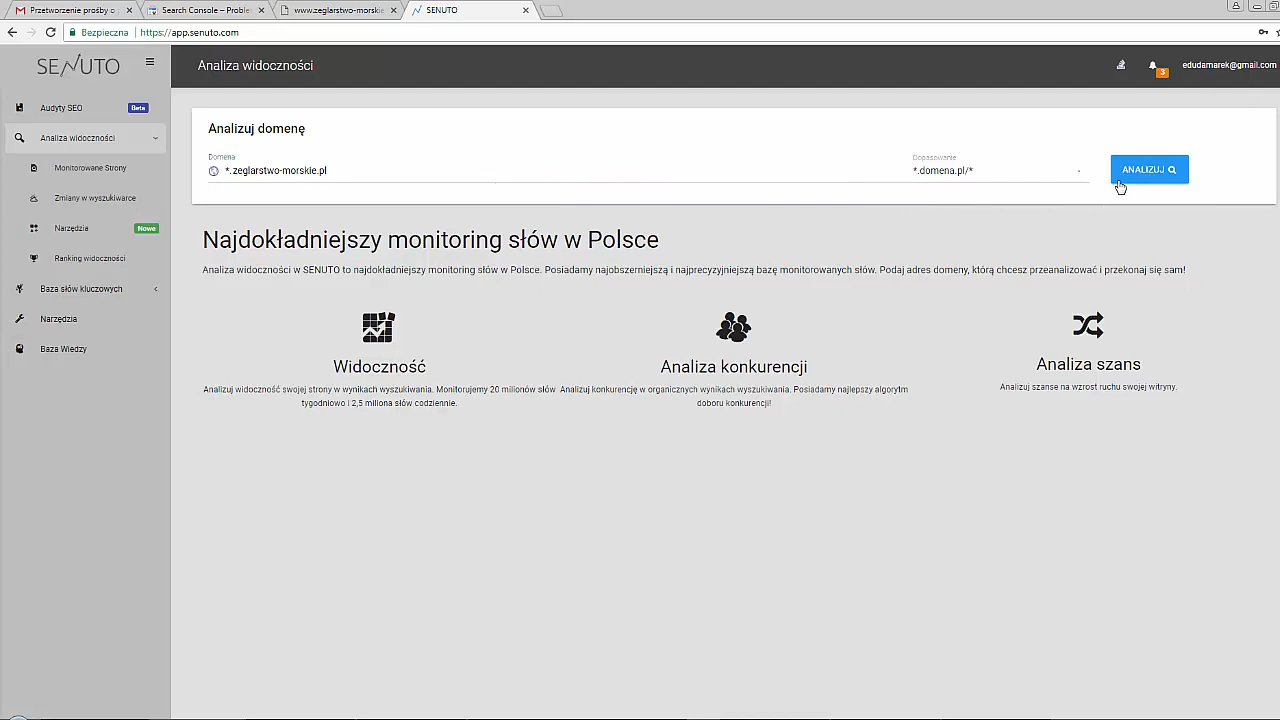 Przetworzenie prośby o p
Search Console – Proble
www.zeglarstwo-morskie
SENUTO
Bezpieczna
https://app.senuto.com
SENUTO
Analiza widoczności
3
edudamarek@gmail.com
Audyty SEO
Beta
Analiza widoczności
Monitorowane Strony
Zmiany w wyszukiwarce
Narzędzia
Nowe
Ranking widoczności
Baza słów kluczowych
Narzędzia
Baza Wiedzy
Analizuj domenę
Domena
*.zeglarstwo-morskie.pl
Dopasowanie
*.domena.pl/*
ANALIZUJ
Najdokładniejszy monitoring słów w Polsce
Analiza widoczności w SENUTO to najdokładniejszy monitoring słów w Polsce. Posiadamy najobszerniejszą i najprecyzyjniejszą bazę monitorowanych słów. Podaj adres domeny, którą chcesz przeanalizować i przekonaj się sam!
Widoczność
Analizuj widoczność swojej strony w wynikach wyszukiwania. Monitorujemy 20 milionów słów
tygodniowo i 2,5 miliona słów codziennie.
Analiza konkurencji
Analizuj konkurencję w organicznych wynikach wyszukiwania. Posiadamy najlepszy algorytm
doboru konkurencji!
Analiza szans
Analizuj szanse na wzrost ruchu swojej witryny.